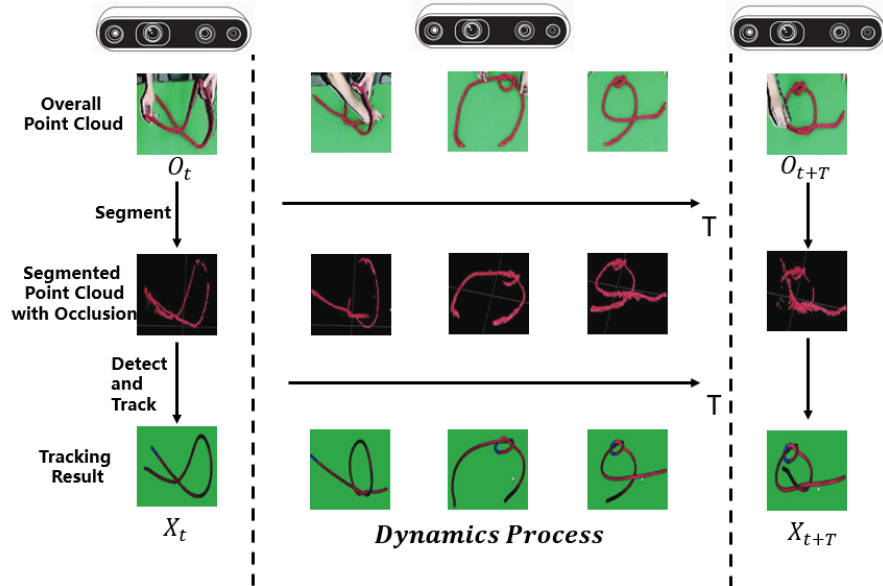 Overall
Point Cloud
O_t
O_{t+T}
Segment
T
Segmented
Point Cloud
with Occlusion
Detect
and
Track
T
Tracking
Result
X_t
Dynamics Process
X_{t+T}